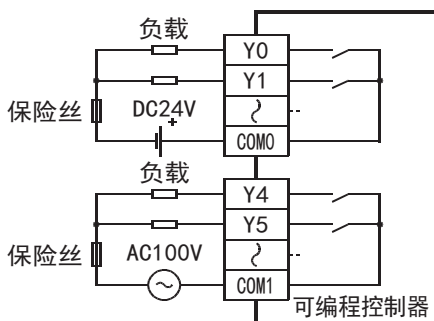 负载
Y0
Y1
保险丝
DC24V
+
COM0
负载
Y4
Y5
保险丝
AC100V
COM1
可编程控制器